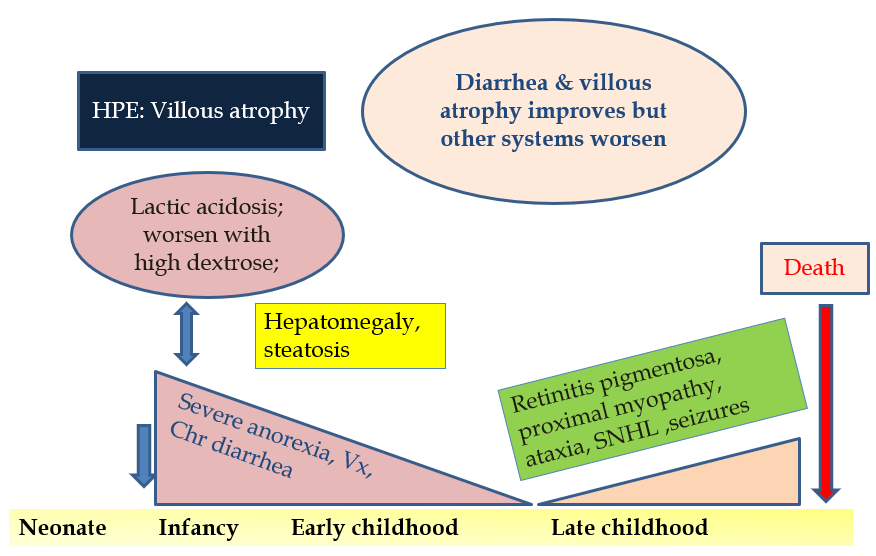 HPE: Villous atrophy
Diarrhea & villous
atrophy improves but
other systems worsen
Lactic acidosis;
worsen with
high dextrose;
Death
Hepatomegaly,
steatosis
Retinitis pigmentosa,
proximal myopathy,
ataxia, SNHL ,seizures
Severe anorexia, Vx,
Chr diarrhea
Neonate Infancy Early childhood Late childhood